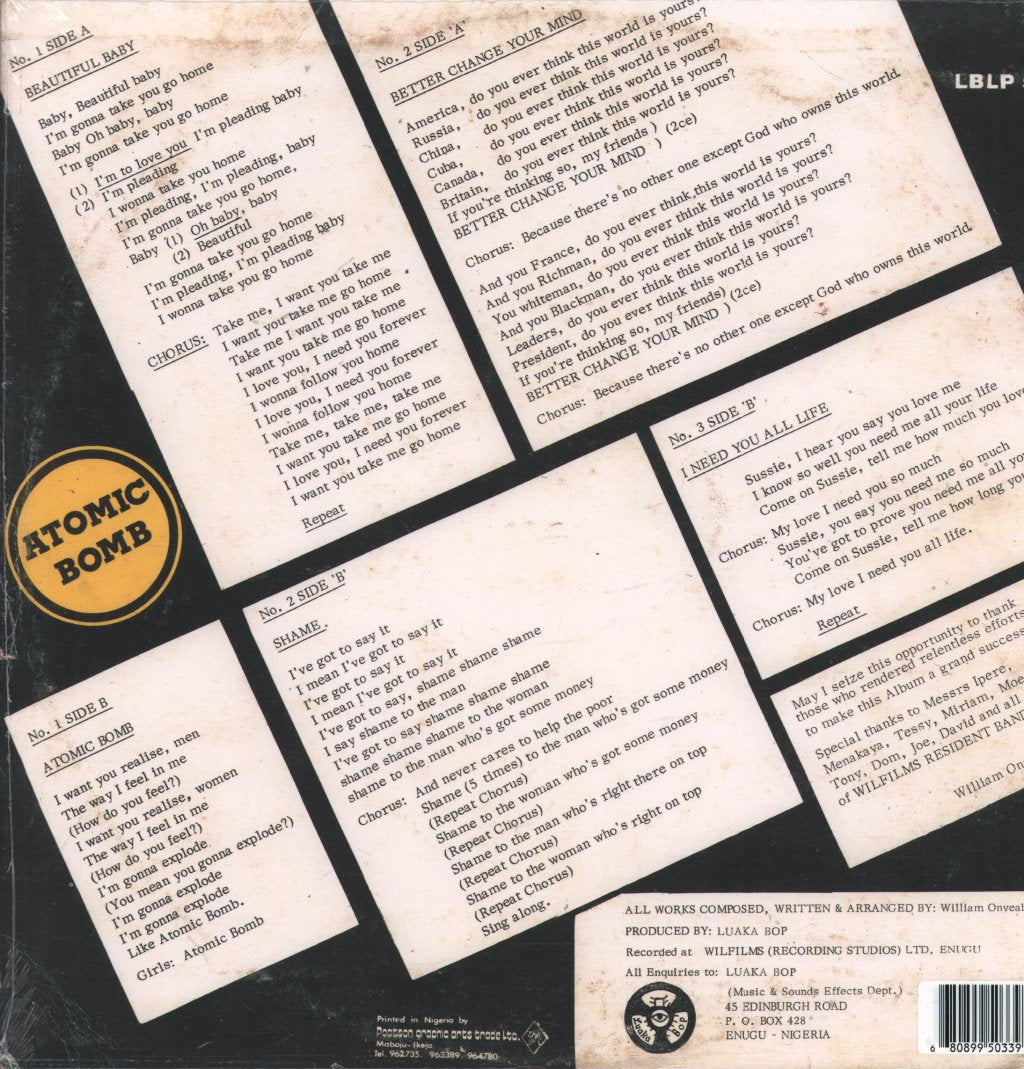 No. 1 SIDE A
BEAUTIFUL BABY
Baby, Beautiful baby
I'm gonna take you go home
Baby Oh baby, baby
I'm gonna take you go home
(1) I'm to love you I'm pleading baby
(2) I'm pleading
I wonna take you home
I'm pleading, I'm pleading, baby
I'm gonna take you go home,
Baby (1) Oh baby, baby
(2) Beautiful
I'm gonna take you go home
I'm pleading, I'm pleading baby
I wonna take you go home
CHORUS: Take me, I want you take me
I want you take me go home
Take me I want you take me
I want you take me go home
I love you, I need you forever
I wonna follow you home
I love you, I need you forever
I wonna follow you home
Take me, take me, take me
I want you take me go home
I love you, I need you forever
I want you take me go home
Repeat
No. 2 SIDE 'A'
BETTER CHANGE YOUR MIND
America, do you ever think this world is yours?
Russia, do you ever think this world is yours?
China, do you ever think this world is yours?
Cuba, do you ever think this world is yours?
Canada, do you ever think this world is yours?
Britain, do you ever think this world is yours?
If you're thinking so, my friends ) (2ce)
BETTER CHANGE YOUR MIND )
Chorus: Because there's no other one except God who owns this world.
And you France, do you ever think this world is yours?
And you Richman, do you ever think this world is yours?
You whiteman, do you ever think this world is yours?
And you Blackman, do you ever think this world is yours?
Leaders, do you ever think this world is yours?
President, do you ever think this world is yours?
If you're thinking so, my friends) (2ce)
BETTER CHANGE YOUR MIND )
Chorus: Because there's no other one except God who owns this world.
LBLP
ATOMIC
BOMB
No. 3 SIDE 'B'
I NEED YOU ALL LIFE
Sussie, I hear you say you love me
I know so well you need me all your life
Come on Sussie, tell me how much you love
Chorus: My love I need you so much
Sussie, you say you need me so much
You've got to prove you need me all yo
Come on Sussie, tell me how long you
Chorus: My love I need you all life.
Repeat
No. 1 SIDE B
ATOMIC BOMB
I want you realise, men
The way I feel in me
(How do you feel?)
I want you realise, women
The way I feel in me
(How do you feel?)
I'm gonna explode
(You mean you gonna explode?)
I'm gonna explode
I'm gonna explode
Like Atomic Bomb.
Girls: Atomic Bomb
No. 2 SIDE 'B'
SHAME.
I've got to say it
I mean I've got to say it
I've got to say it
I mean I've got to say it
I've got to say, shame shame shame
I say shame to the man
I've got to say shame shame shame
shame shame shame to the woman
shame to the man who's got some money
Chorus: And never cares to help the poor
Shame (5 times) to the man who's got some money
(Repeat Chorus)
Shame to the woman who's got some money
(Repeat Chorus)
Shame to the man who's right there on top
(Repeat Chorus)
Shame to the woman who's right on top
(Repeat Chorus)
Sing along.
May I seize this opportunity to thank
those who rendered relentless efforts
to make this Album a grand success
Special thanks to Messrs Ipere,
Menakaya, Tessy, Miriam, Moe
Tony, Dom, Joe, David and all
of WILFILMS RESIDENT BAND
William Onye
ALL WORKS COMPOSED, WRITTEN & ARRANGED BY: William Onyeab
PRODUCED BY: LUAKA BOP
Recorded at WILFILMS (RECORDING STUDIOS) LTD, ENUGU
All Enquiries to: LUAKA BOP
(Music & Sounds Effects Dept.)
45 EDINBURGH ROAD
P. O. BOX 428
ENUGU - NIGERIA
Luaka Bop
Printed in Nigeria by
Paatson graphic arts trade Ltd.
Mabaju-Ikeja
Tel. 962735. 963389 964780
6 80899 50339